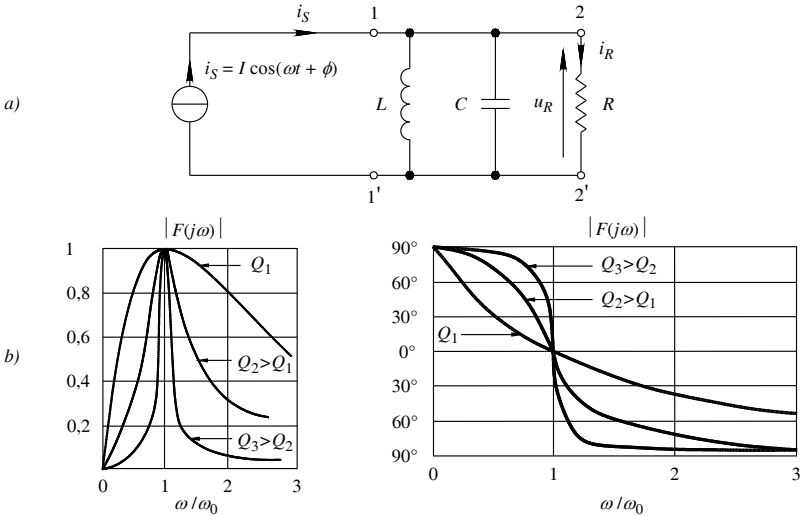 a)
i_S
1
2
i_R
i_S = I cos(ωt + ϕ)
L
C
u_R
R
1'
2'
b)
|F(jω)|
1
0,8
0,6
0,4
0,2
0 1 2 3
ω/ω_0
Q_1
Q_2>Q_1
Q_3>Q_2
|F(jω)|
90°
60°
30°
0°
30°
60°
90°
0 1 2 3
ω/ω_0
Q_3>Q_2
Q_2>Q_1
Q_1